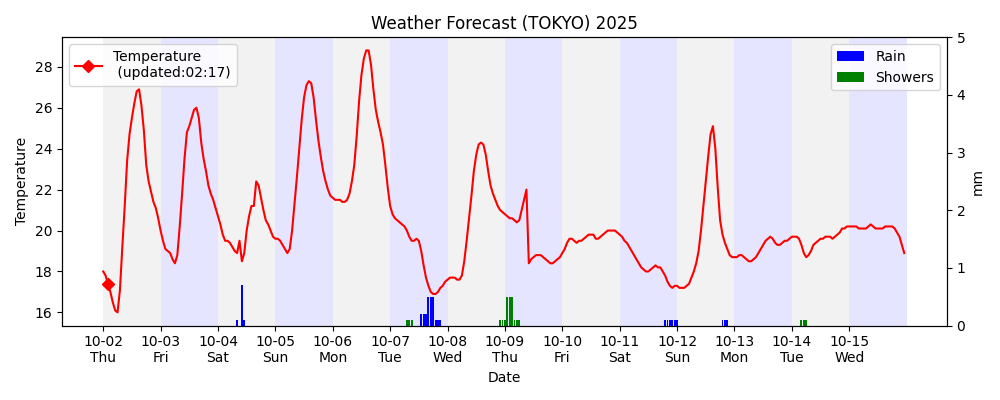 Weather Forecast (TOKYO) 2025
Temperature
(updated:02:17)
Rain
Showers
Temperature
28
26
24
22
20
18
16
5
4
3
2
1
0
mm
10-02 10-03 10-04 10-05 10-06 10-07 10-08 10-09 10-10 10-11 10-12 10-13 10-14 10-15
Thu Fri Sat Sun Mon Tue Wed Thu Fri Sat Sun Mon Tue Wed
Date